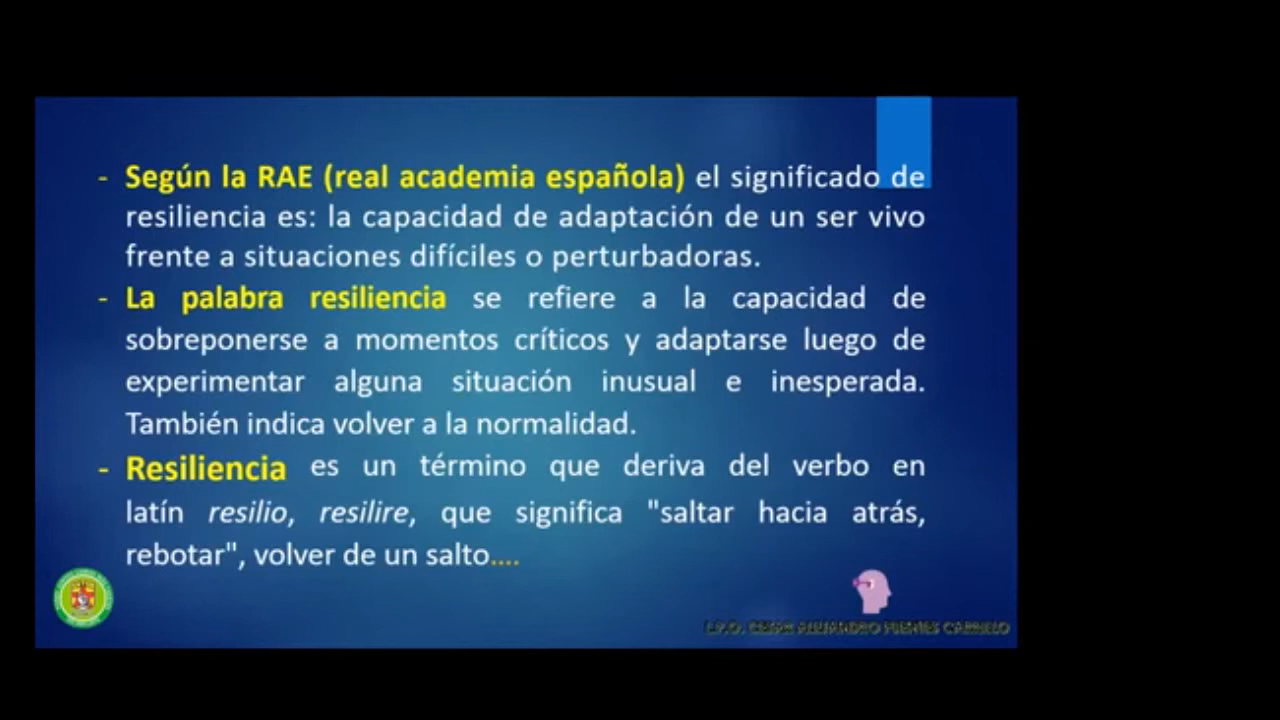 - Según la RAE (real academia española) el significado de
resiliencia es: la capacidad de adaptación de un ser vivo
frente a situaciones difíciles o perturbadoras.
- La palabra resiliencia se refiere a la capacidad de
sobreponerse a momentos críticos y adaptarse luego de
experimentar alguna situación inusual e inesperada.
También indica volver a la normalidad.
- Resiliencia es un término que deriva del verbo en
latín resilio, resilire, que significa "saltar hacia atrás,
rebotar", volver de un salto....
ALEJANDRO FUENTES CARRILLO